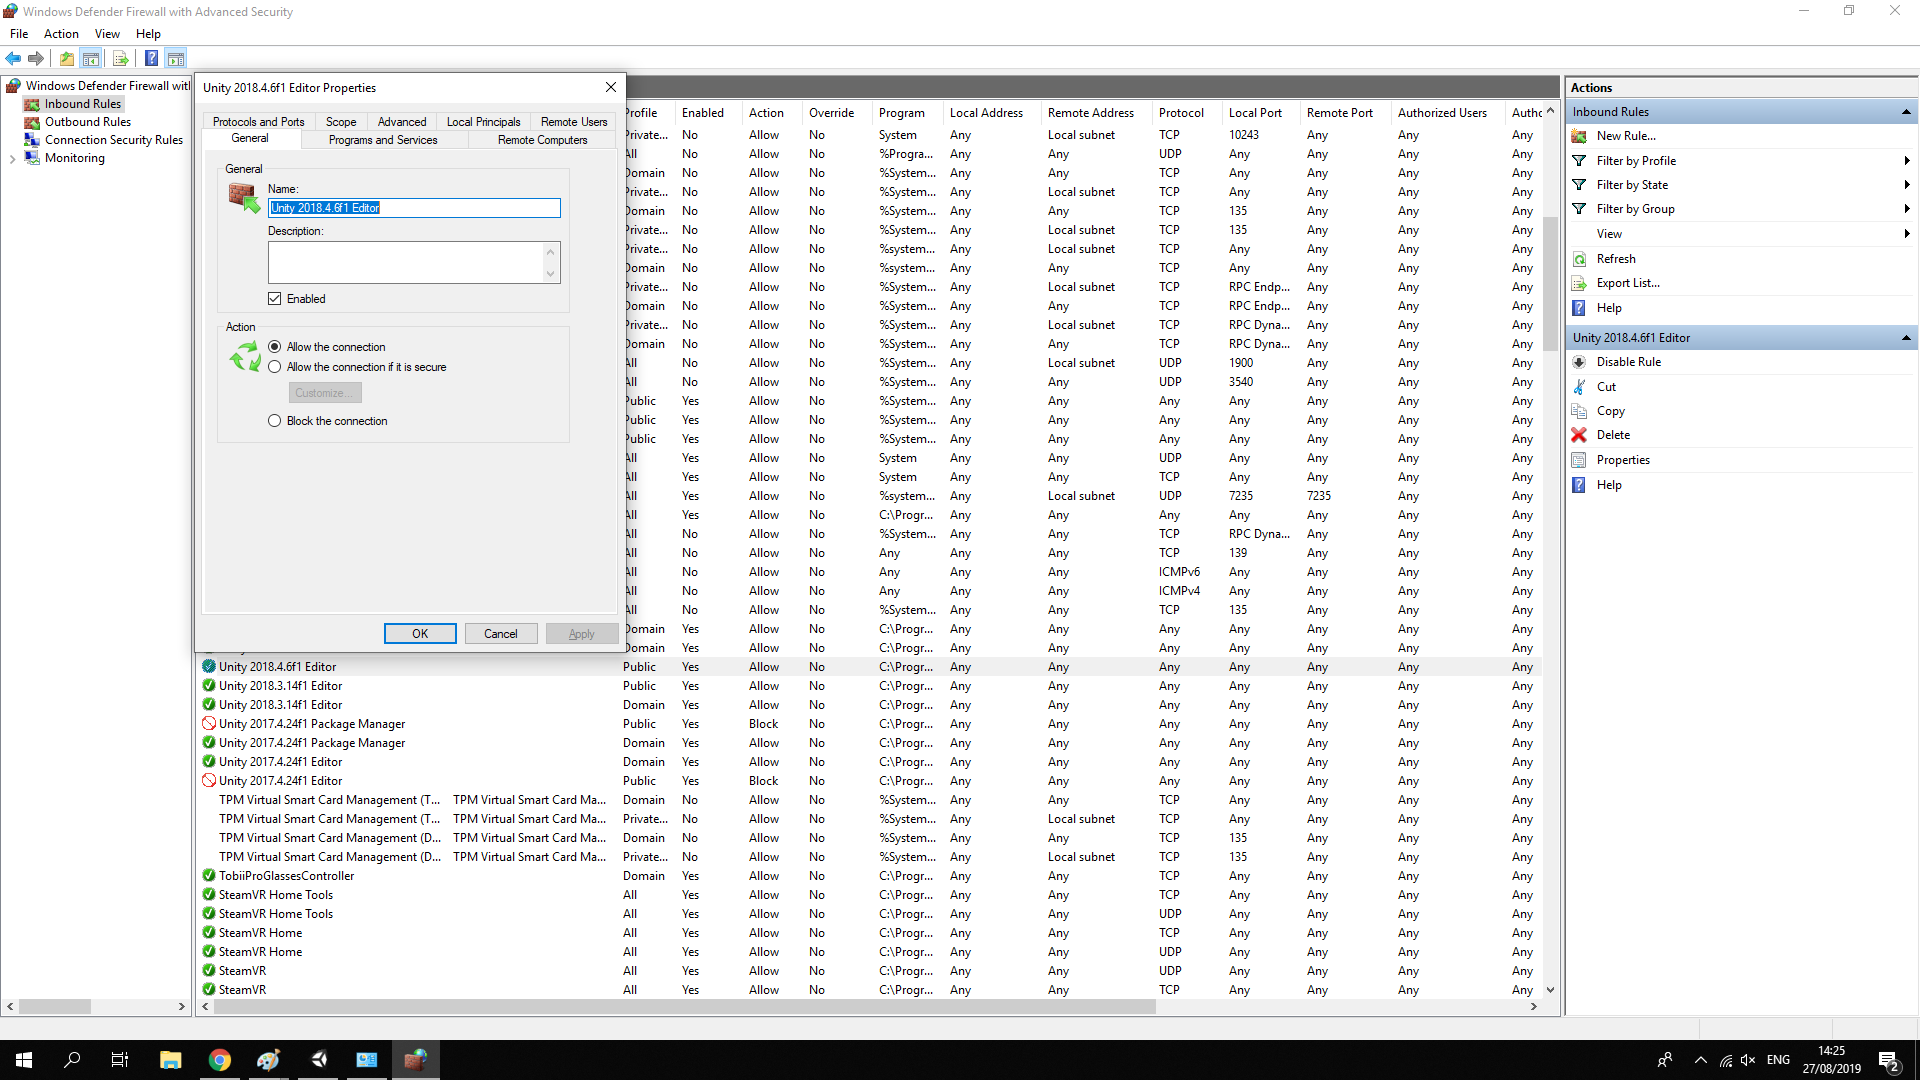 Windows Defender Firewall with Advanced Security
File Action View Help
Windows Defender Firewall wit
Inbound Rules
Outbound Rules
Connection Security Rules
Monitoring
Unity 2018.4.6f1 Editor Properties
Protocols and Ports Scope Advanced Local Principals Remote Users
General Programs and Services Remote Computers
General
Name:
Unity 2018.4.6f1 Editor
Description:
Enabled
Action
Allow the connection
Allow the connection if it is secure
Customize...
Block the connection
OK Cancel Apply
Profile Enabled Action Override Program Local Address Remote Address Protocol Local Port Remote Port Authorized Users Autho
Private... No Allow No System Any Local subnet TCP 10243 Any Any Any
All No Allow No %Progra... Any Any UDP Any Any Any Any
Domain No Allow No %System... Any Any TCP Any Any Any Any
Private... No Allow No %System... Any Local subnet TCP Any Any Any Any
Domain No Allow No %System... Any Any TCP 135 Any Any Any
Private... No Allow No %System... Any Local subnet TCP 135 Any Any Any
Private... No Allow No %system... Any Local subnet TCP Any Any Any Any
Domain No Allow No %system... Any Any TCP Any Any Any Any
Private... No Allow No %System... Any Local subnet TCP RPC Endp... Any Any Any
Domain No Allow No %System... Any Any TCP RPC Endp... Any Any Any
Private... No Allow No %System... Any Local subnet TCP RPC Dyna... Any Any Any
Domain No Allow No %System... Any Any TCP RPC Dyna... Any Any Any
All No Allow No %System... Any Local subnet UDP 1900 Any Any Any
All No Allow No %System... Any Any UDP 3540 Any Any Any
Public Yes Allow No %System... Any Any Any Any Any Any Any
Public Yes Allow No %System... Any Any Any Any Any Any Any
Public Yes Allow No %System... Any Any Any Any Any Any Any
All Yes Allow No System Any Any UDP Any Any Any Any
All Yes Allow No System Any Any TCP Any Any Any Any
All Yes Allow No %system... Any Local subnet UDP 7235 7235 Any Any
All Yes Allow No C:\Progr... Any Any Any Any Any Any Any
All No Allow No %System... Any Any TCP RPC Dyna... Any Any Any
All No Allow No Any Any Any TCP 139 Any Any Any
All No Allow No Any Any Any ICMPv6 Any Any Any Any
All No Allow No Any Any Any ICMPv4 Any Any Any Any
All No Allow No %System... Any Any TCP 135 Any Any Any
Domain Yes Allow No C:\Progr... Any Any Any Any Any Any Any
Domain Yes Allow No C:\Progr... Any Any Any Any Any Any Any
Unity 2018.4.6f1 Editor Public Yes Allow No C:\Progr... Any Any Any Any Any Any Any
Unity 2018.3.14f1 Editor Public Yes Allow No C:\Progr... Any Any Any Any Any Any Any
Unity 2018.3.14f1 Editor Domain Yes Allow No C:\Progr... Any Any Any Any Any Any Any
Unity 2017.4.24f1 Package Manager Public Yes Block No C:\Progr... Any Any Any Any Any Any Any
Unity 2017.4.24f1 Package Manager Domain Yes Allow No C:\Progr... Any Any Any Any Any Any Any
Unity 2017.4.24f1 Editor Domain Yes Allow No C:\Progr... Any Any Any Any Any Any Any
Unity 2017.4.24f1 Editor Public Yes Block No C:\Progr... Any Any Any Any Any Any Any
TPM Virtual Smart Card Management (T... TPM Virtual Smart Card Ma... Domain No Allow No %System... Any Any TCP Any Any Any Any
TPM Virtual Smart Card Management (T... TPM Virtual Smart Card Ma... Private... No Allow No %System... Any Local subnet TCP Any Any Any Any
TPM Virtual Smart Card Management (D... TPM Virtual Smart Card Ma... Domain No Allow No %System... Any Any TCP 135 Any Any Any
TPM Virtual Smart Card Management (D... TPM Virtual Smart Card Ma... Private... No Allow No %System... Any Local subnet TCP 135 Any Any Any
TobiiProGlassesController Domain Yes Allow No C:\Progr... Any Any Any Any Any Any Any
SteamVR Home Tools All Yes Allow No C:\Progr... Any Any TCP Any Any Any Any
SteamVR Home Tools All Yes Allow No C:\Progr... Any Any UDP Any Any Any Any
SteamVR Home All Yes Allow No C:\Progr... Any Any TCP Any Any Any Any
SteamVR Home All Yes Allow No C:\Progr... Any Any UDP Any Any Any Any
SteamVR All Yes Allow No C:\Progr... Any Any UDP Any Any Any Any
SteamVR All Yes Allow No C:\Progr... Any Any TCP Any Any Any Any
Actions
Inbound Rules
New Rule...
Filter by Profile
Filter by State
Filter by Group
View
Refresh
Export List...
Help
Unity 2018.4.6f1 Editor
Disable Rule
Cut
Copy
Delete
Properties
Help
ENG
14:25
27/08/2019
2